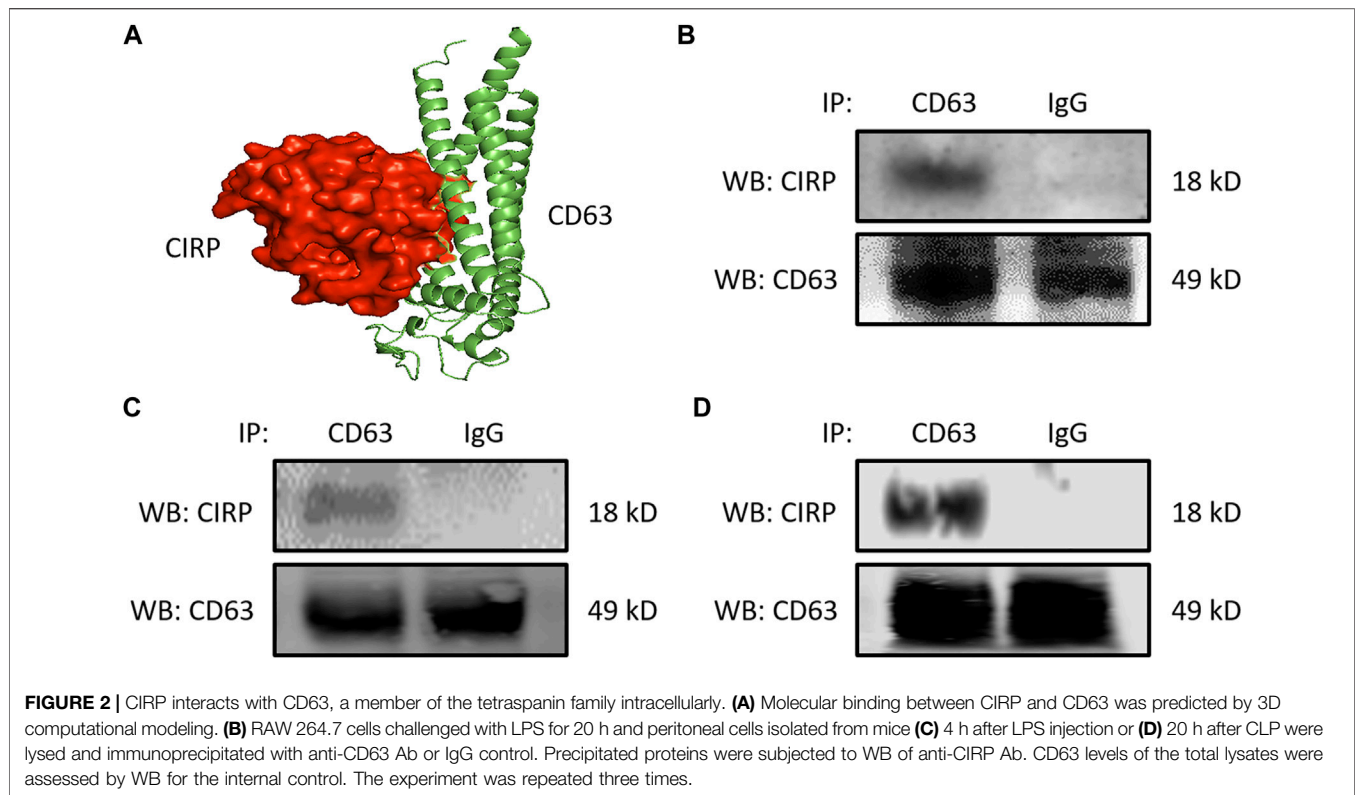 A
CIRP
CD63
B
IP: CD63 IgG
WB: CIRP 18 kD
WB: CD63 49 kD
C
IP: CD63 IgG
WB: CIRP 18 kD
WB: CD63 49 kD
D
IP: CD63 IgG
WB: CIRP 18 kD
WB: CD63 49 kD
FIGURE 2 | CIRP interacts with CD63, a member of the tetraspanin family intracellularly. (A) Molecular binding between CIRP and CD63 was predicted by 3D
computational modeling. (B) RAW 264.7 cells challenged with LPS for 20 h and peritoneal cells isolated from mice (C) 4 h after LPS injection or (D) 20 h after CLP were
lysed and immunoprecipitated with anti-CD63 Ab or IgG control. Precipitated proteins were subjected to WB of anti-CIRP Ab. CD63 levels of the total lysates were
assessed by WB for the internal control. The experiment was repeated three times.